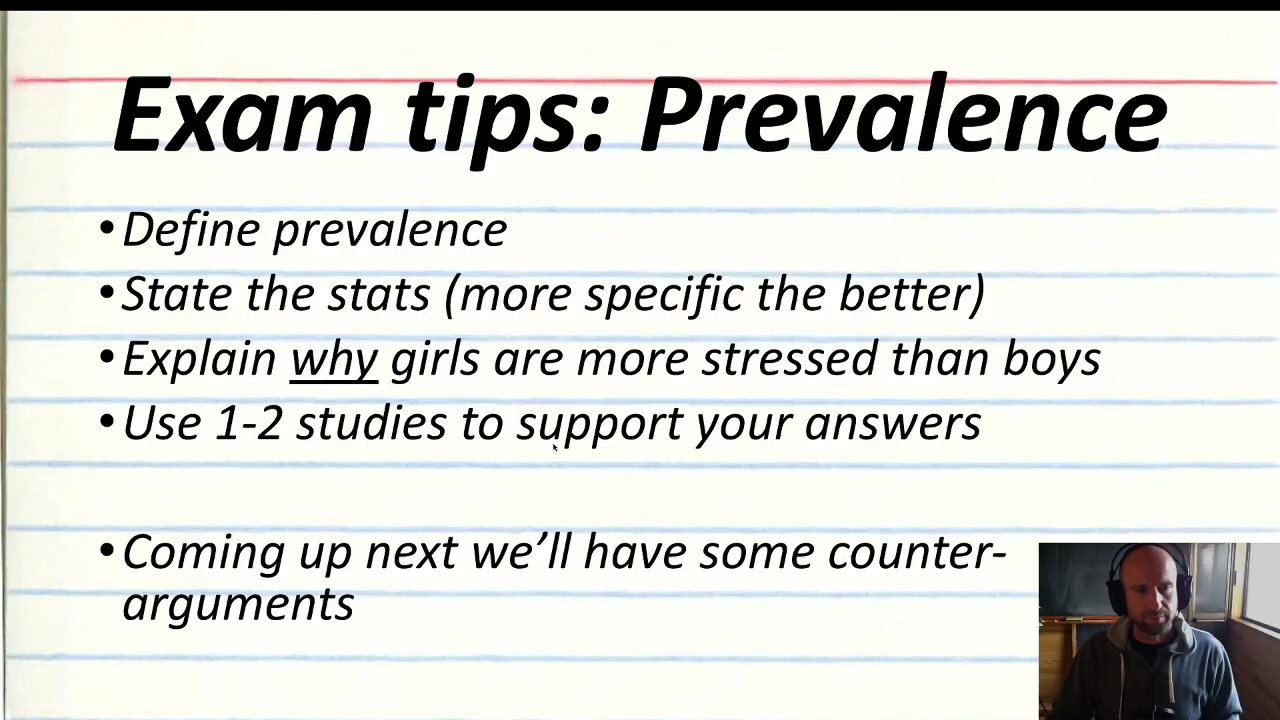 Exam tips: Prevalence
• Define prevalence
• State the stats (more specific the better)
• Explain why girls are more stressed than boys
• Use 1-2 studies to support your answers
• Coming up next we’ll have some counter-
arguments